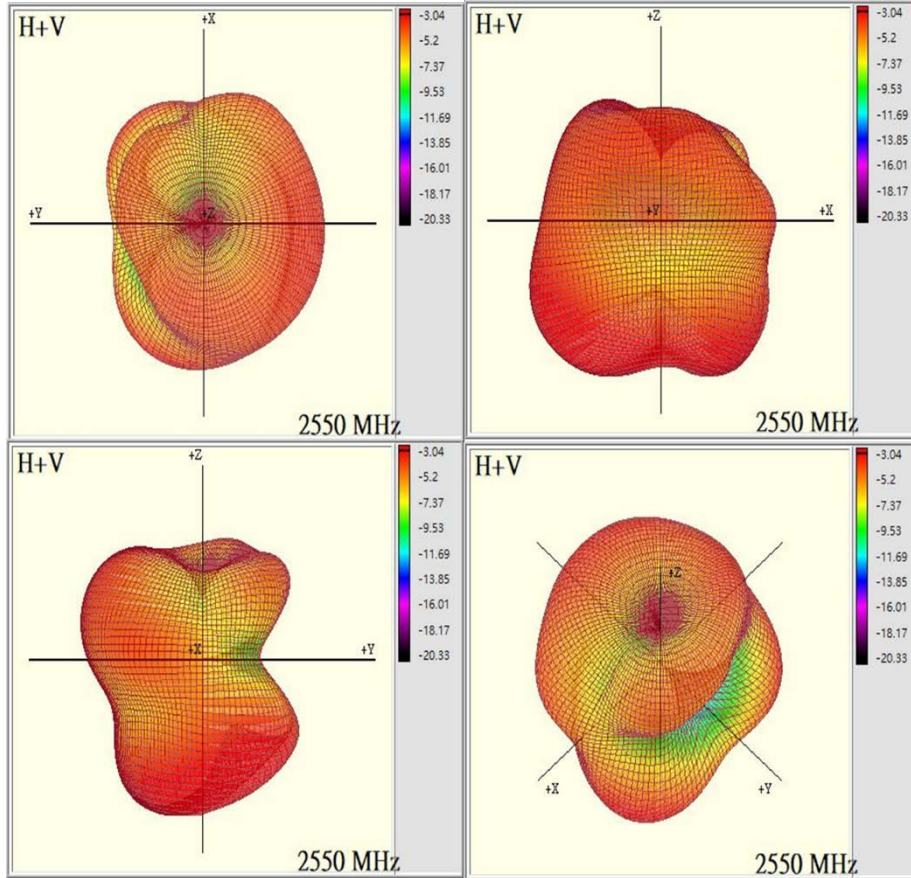 H+V
+X
+Y
+Z
-3.04
-5.2
-7.37
-9.53
-11.69
-13.85
-16.01
-18.17
-20.33
2550 MHz
H+V
+Z
+Y
+X
-3.04
-5.2
-7.37
-9.53
-11.69
-13.85
-16.01
-18.17
-20.33
2550 MHz
H+V
+Z
+X
+Y
-3.04
-5.2
-7.37
-9.53
-11.69
-13.85
-16.01
-18.17
-20.33
2550 MHz
H+V
+Z
+X
+Y
-3.04
-5.2
-7.37
-9.53
-11.69
-13.85
-16.01
-18.17
-20.33
2550 MHz